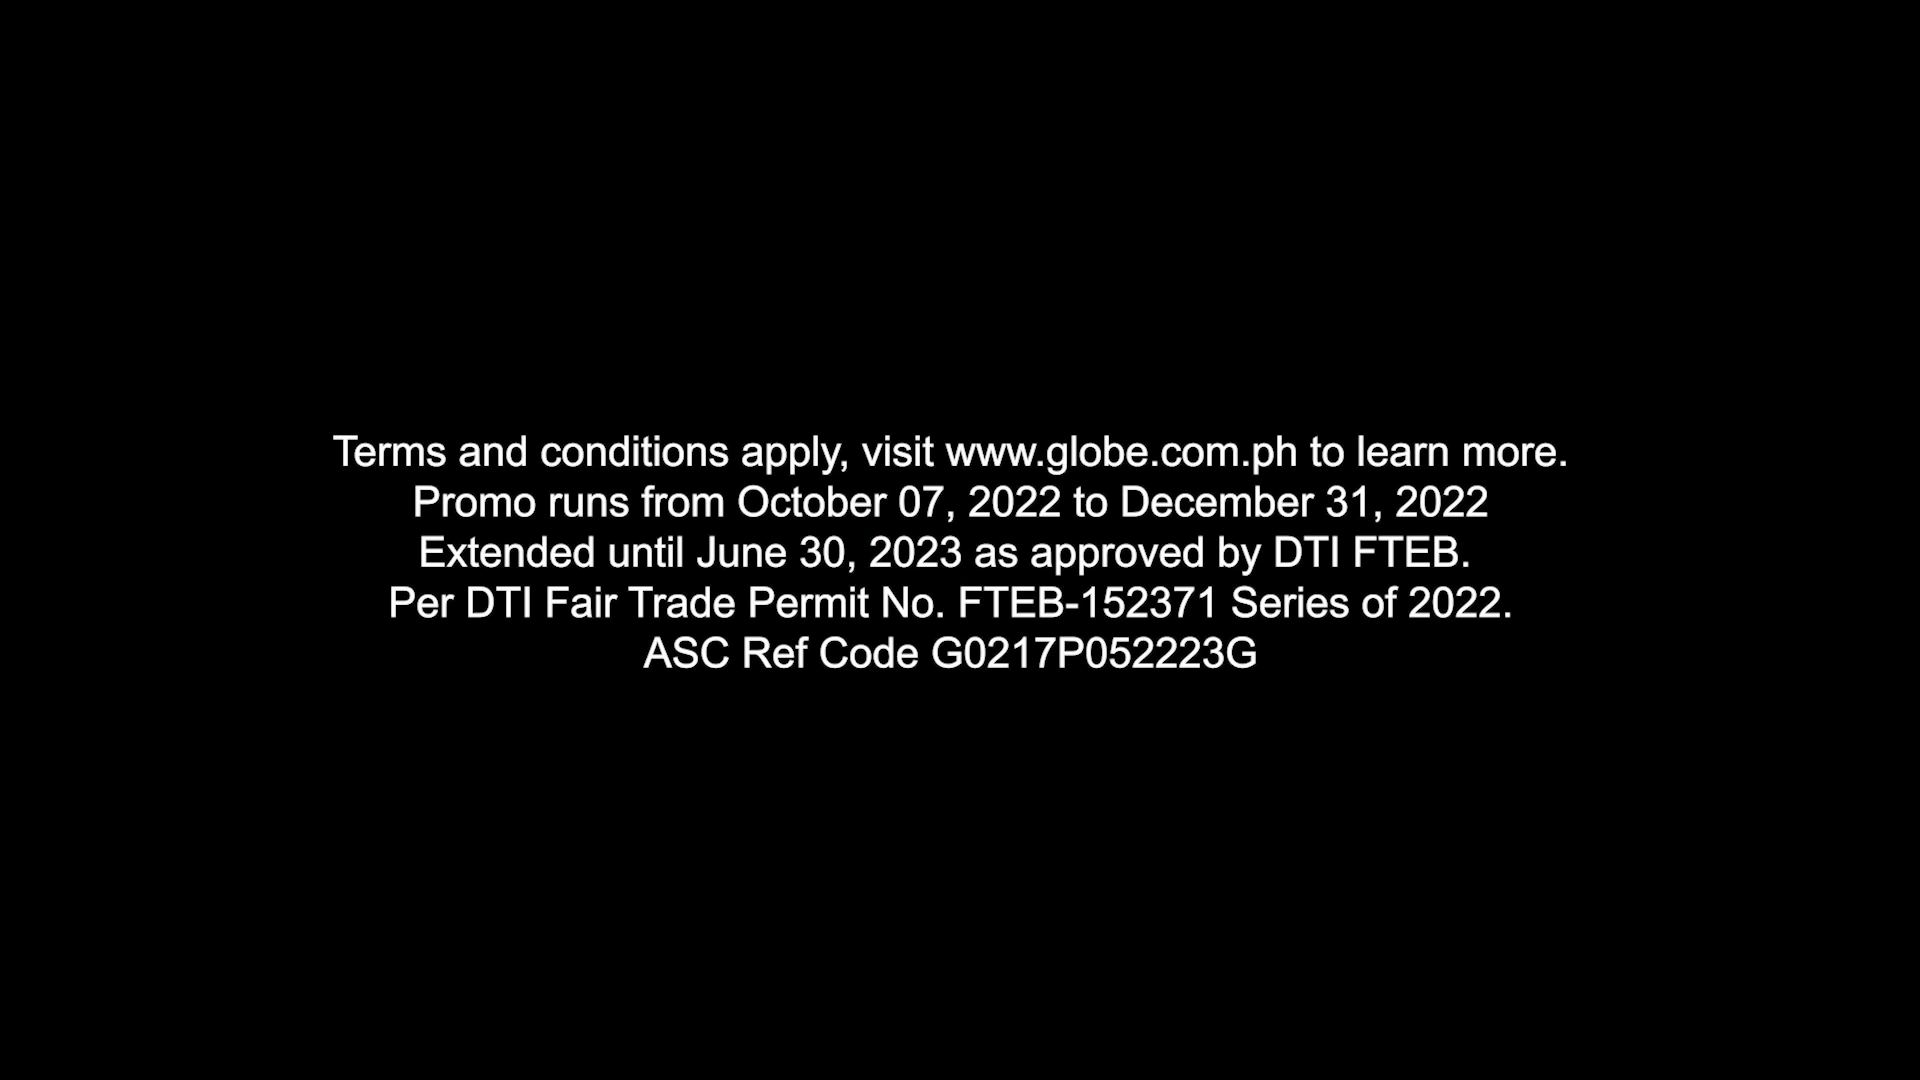 Terms and conditions apply, visit www.globe.com.ph to learn more.
Promo runs from October 07, 2022 to December 31, 2022
Extended until June 30, 2023 as approved by DTI FTEB.
Per DTI Fair Trade Permit No. FTEB-152371 Series of 2022.
ASC Ref Code G0217P052223G